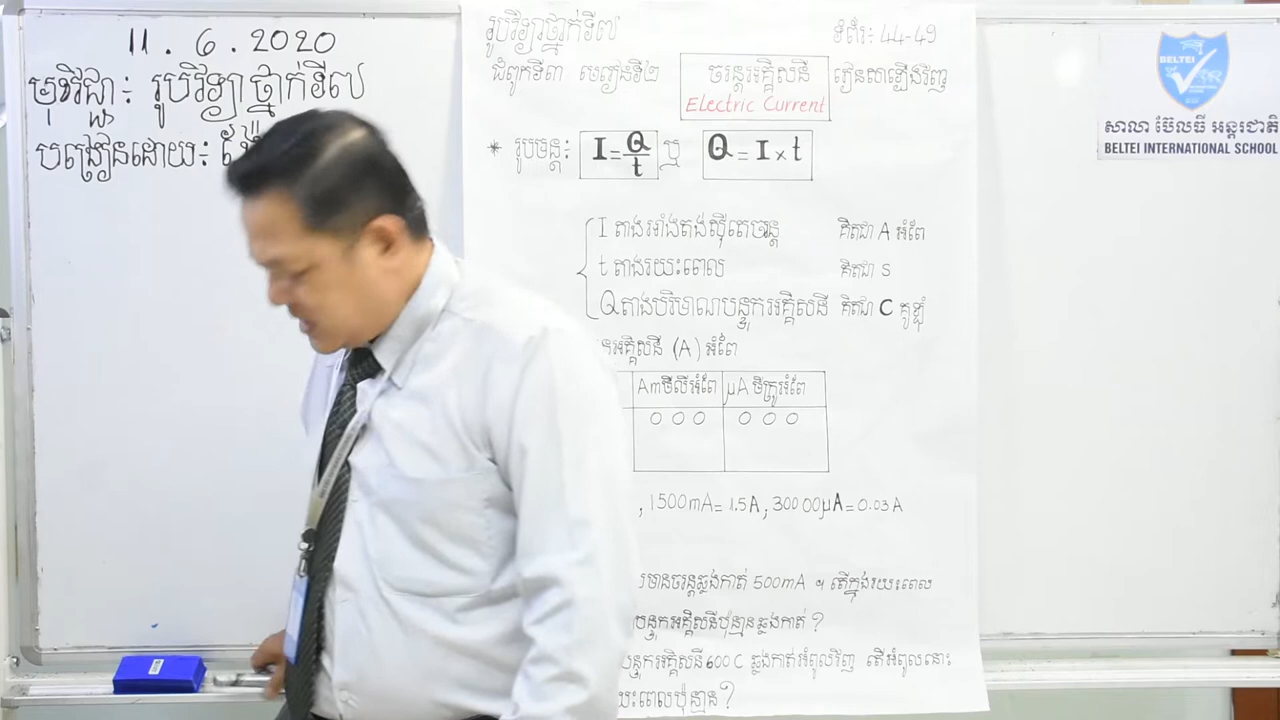 11 . 6 . 2020
មុខវិជ្ជា: រូបវិទ្យាថ្នាក់ទី៧
បង្រៀនដោយ:
រូបវិទ្យាថ្នាក់ទី៧ ទំព័រ: 44-49
ជំពូកទី៣ មេរៀនទី២ ចរន្តអគ្គិសនី រៀនសាឡើងវិញ
Electric Current
* រូបមន្ត: I = Q/t ឬ Q = I × t
I តាងអាំងតង់ស៊ីតេចរន្ត គិតជា A អំពែ
t តាងរយៈពេល គិតជា s
Q តាងបរិមាណបន្ទុកអគ្គិសនី គិតជា C គូឡុំ
អគ្គិសនី (A) អំពែ
Am មីលីអំពែ µA មីក្រូអំពែ
0 0 0 0 0 0
, 1500mA = 1.5A , 30000µA = 0.03A
មានចរន្តឆ្លងកាត់ 500mA ។ តើក្នុងរយៈពេល
បន្ទុកអគ្គិសនីប៉ុន្មានឆ្លងកាត់ ?
បន្ទុកអគ្គិសនី 600 C ឆ្លងកាត់អំពូលវិញ តើអំពូលនោះ
រយៈពេលប៉ុន្មាន ?
BELTEI
សាលា ប៊ែលធី អន្តរជាតិ
BELTEI INTERNATIONAL SCHOOL